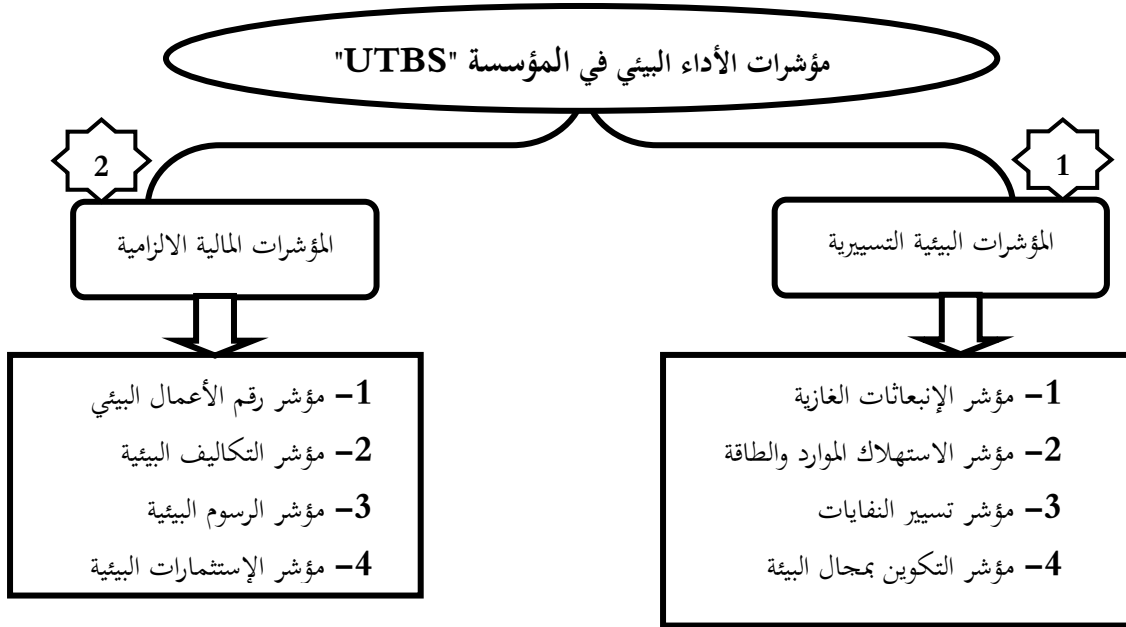 مؤشرات الأداء البيئي في المؤسسة "UTBS"
1
المؤشرات البيئية التسييرية
1– مؤشر الإنبعاثات الغازية
2– مؤشر الاستهلاك الموارد والطاقة
3– مؤشر تسيير النفايات
4– مؤشر التكوين بمجال البيئة
2
المؤشرات المالية الالزامية
1– مؤشر رقم الأعمال البيئي
2– مؤشر التكاليف البيئية
3– مؤشر الرسوم البيئية
4– مؤشر الإستثمارات البيئية